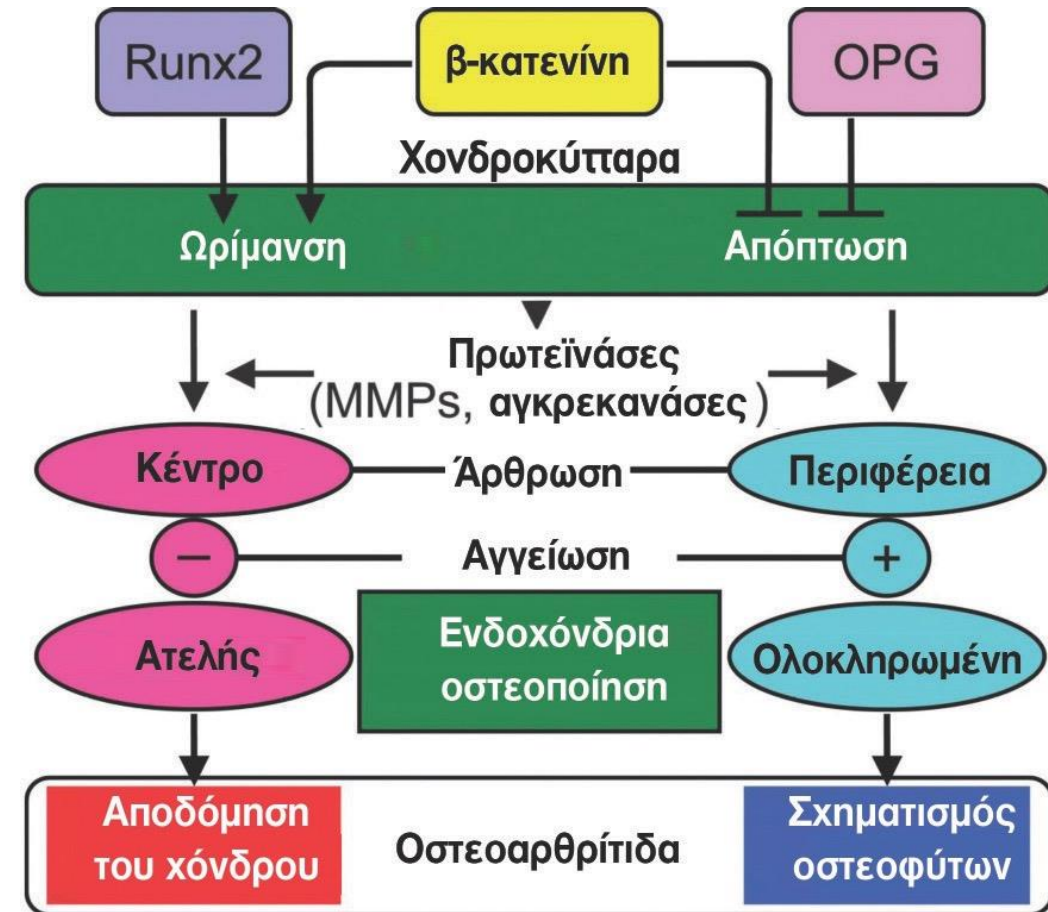 Runx2
β-κατενίνη
OPG
Χονδροκύτταρα
Ωρίμανση
Απόπτωση
Πρωτεϊνάσες
(MMPs, αγκρεκανάσες)
Κέντρο
Άρθρωση
Περιφέρεια
−
Αγγείωση
+
Ατελής
Ενδοχόνδρια
οστεοποίηση
Ολοκληρωμένη
Αποδόμηση
του χόνδρου
Οστεοαρθρίτιδα
Σχηματισμός
οστεοφύτων